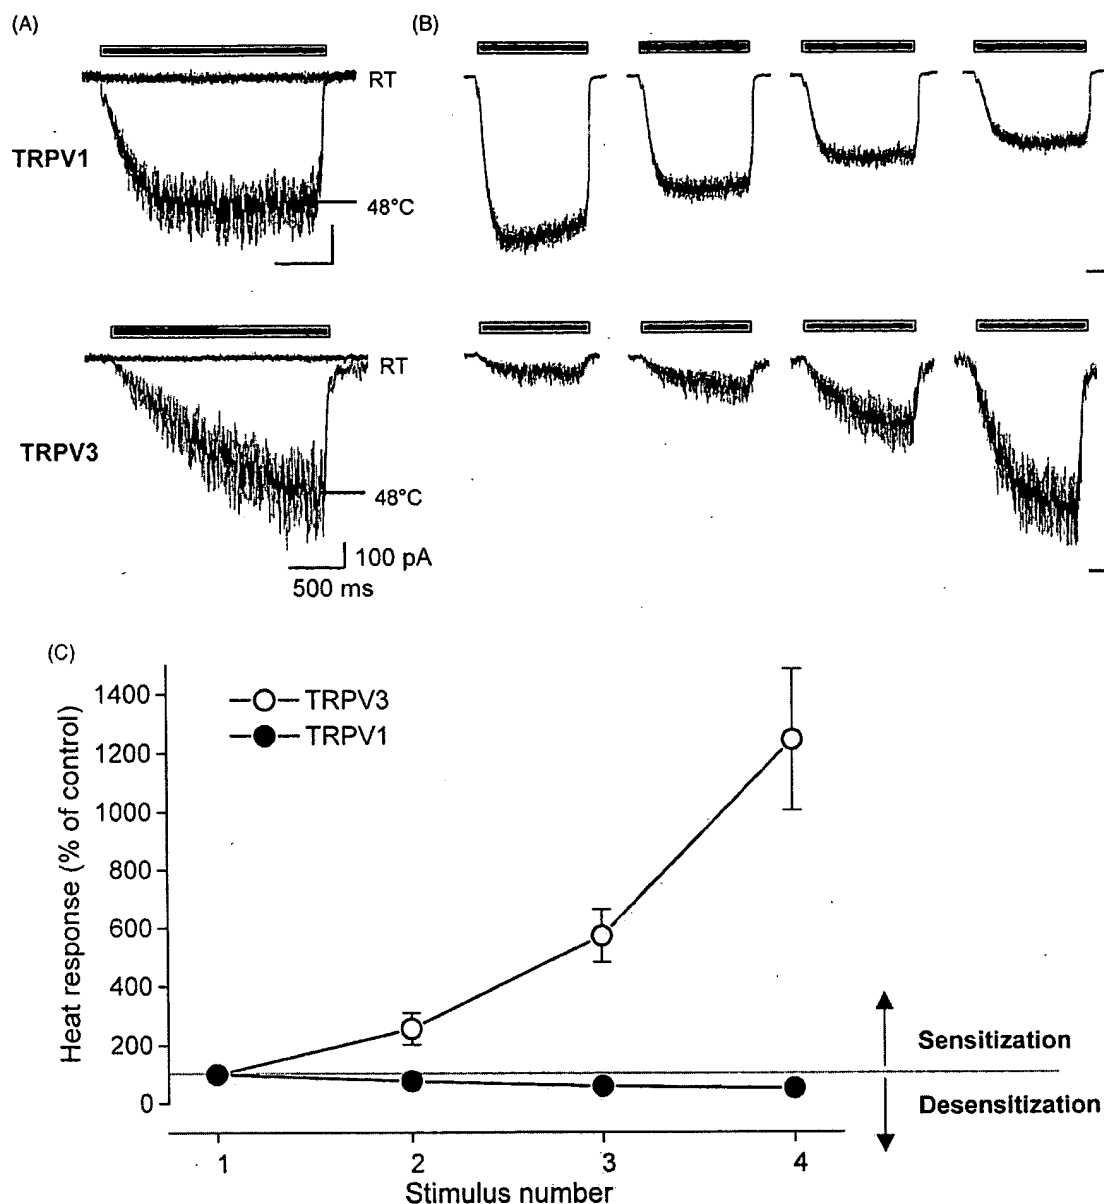 (A)
(B)
RT
TRPV1
48°C
RT
TRPV3
48°C
100 pA
500 ms
(C)
1400
1200
1000
800
600
400
200
0
Heat response (% of control)
TRPV3
TRPV1
Sensitization
Desensitization
1 2 3 4
Stimulus number